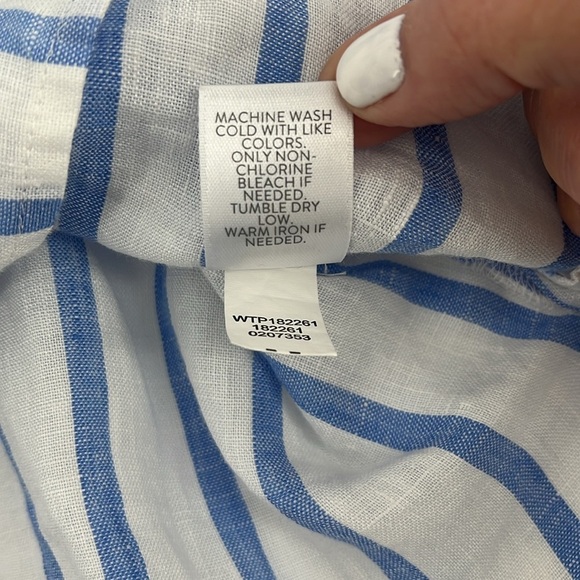 MACHINE WASH
COLD WITH LIKE
COLORS.
ONLY NON-
CHLORINE
BLEACH IF
NEEDED.
TUMBLE DRY
LOW.
WARM IRON IF
NEEDED.
WTP182261
182261
0207353